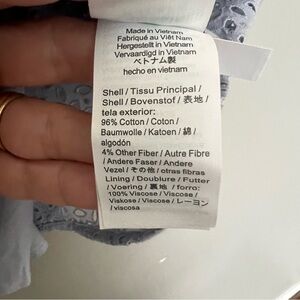 Made in Vietnam
Fabriqué au Viêt Nam
Hergestellt in Vietnam
Vervaardigd in Vietnam
ベトナム製
hecho en vietnam
Shell / Tissu Principal /
Shell / Bovenstof / 表地 /
tela exterior:
96% Cotton / Coton /
Baumwolle / Katoen / 綿 /
algodón
4% Other Fiber / Autre Fibre
/ Andere Faser / Andere
Vezel / その他 / otras fibras
Lining / Doublure / Futter
/ Voering / 裏地 / forro:
100% Viscose / Viscose /
Viskose / Viscose / レーヨン
/ viscosa